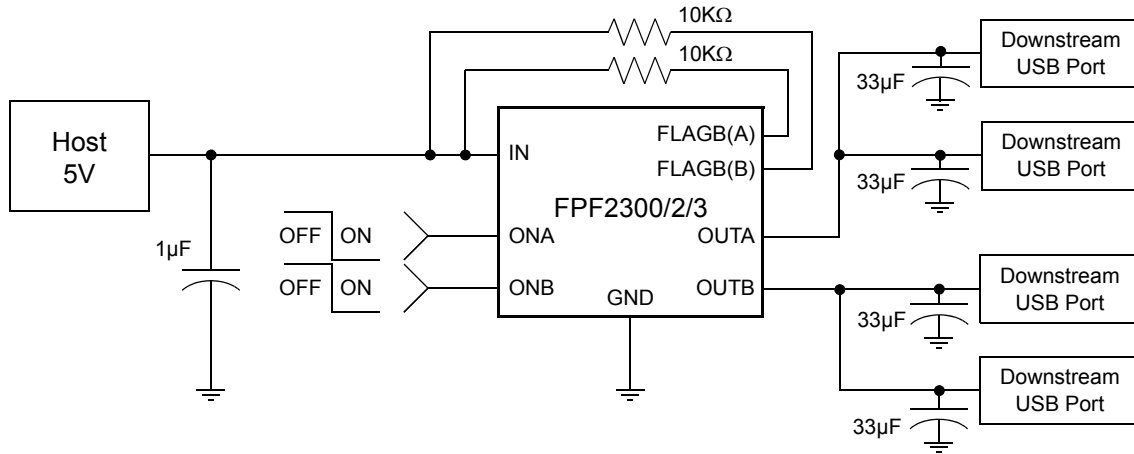 10KΩ
10KΩ
Downstream
USB Port
33µF
Host
5V
IN
FLAGB(A)
FLAGB(B)
Downstream
USB Port
33µF
FPF2300/2/3
1µF
OFF ON
ONA
OUTA
OFF ON
ONB
GND
OUTB
Downstream
USB Port
33µF
Downstream
USB Port
33µF